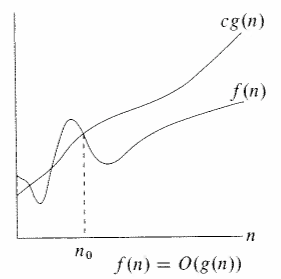 cg(n)
f(n)
n
n₀
f(n) = O(g(n))